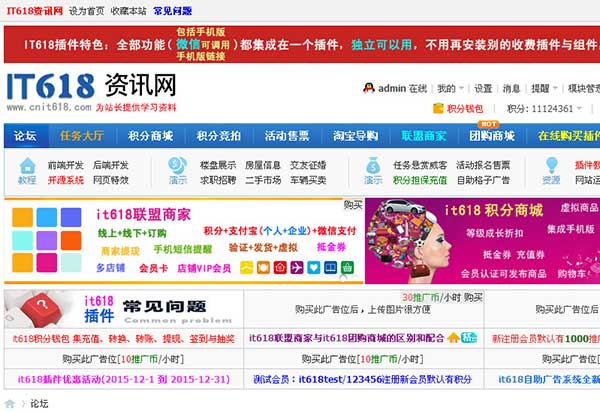 IT618资讯网 设为首页 收藏本站 常见问题
包括手机版
IT618插件特色：全部功能（微信可调用）都集成在一个插件，独立可以用，不用再安装别的收费插件与组件
手机版链接
IT618 资讯网
www.cnit618.com 为站长提供学习资料
admin 在线 | 我的 | 设置 | 消息 | 提醒 | 模块管理
积分钱包 | 积分: 11124361
HOT
论坛 任务大厅 积分商城 积分竞拍 活动售票 淘宝导购 联盟商家 团购商城 在线购买插件
教程 前端开发 后端开发
开源系统 网页特效
演示 楼盘展示 房屋信息 交友征婚
求职招聘 二手市场 车辆买卖
演示 任务悬赏威客 活动报名售票
积分担保充值 自助格子广告
资源 插件
网站运
购买
it618联盟商家
线上+线下+订购 积分+支付宝(个人+企业)+微信支付
商家提现 手机短信提醒 验证+发货+虚拟 抵金券
多店铺 会员卡 店铺VIP会员
it618 积分商城 虚拟商品
等级成长折扣 集成手机版
抵金券 充值券
会员认证可发布商品 购物车
it618
插件 常见问题
Common problem
30推广币/小时 购买
购买此广告位后，上传图片很方便
购买此
it618积分钱包 集充值、转换、转账、提现、签到与抽奖
it618联盟商家与it618团购商城的区别和配合
新注册会员默认有1000推
购买此广告位[10推广币/小时]
购买此广告位[10推广币/小时]
购买此广告位[10推广币
it618插件优惠活动(2015-12-1 到 2015-12-31)
测试会员：it618test/123456注册新会员默认有积分
it618自助广告系统全新
论坛